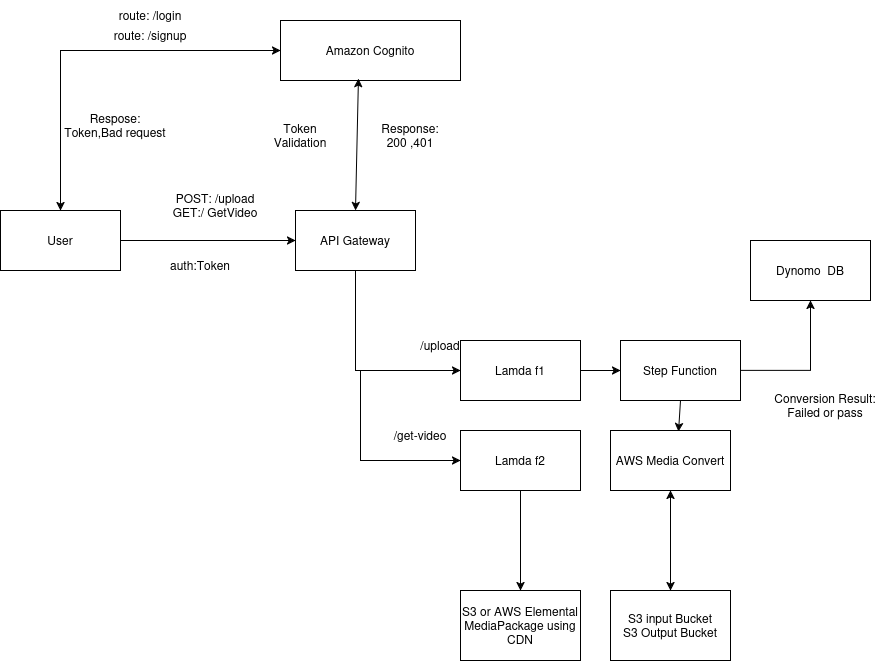 route: /login
route: /signup
Amazon Cognito
Respose:
Token,Bad request
Token
Validation
Response:
200 ,401
POST: /upload
GET:/ GetVideo
User
API Gateway
auth:Token
Dynomo  DB
/upload
Lamda f1
Step Function
Conversion Result:
Failed or pass
/get-video
Lamda f2
AWS Media Convert
S3 or AWS Elemental
MediaPackage using
CDN
S3 input Bucket
S3 Output Bucket